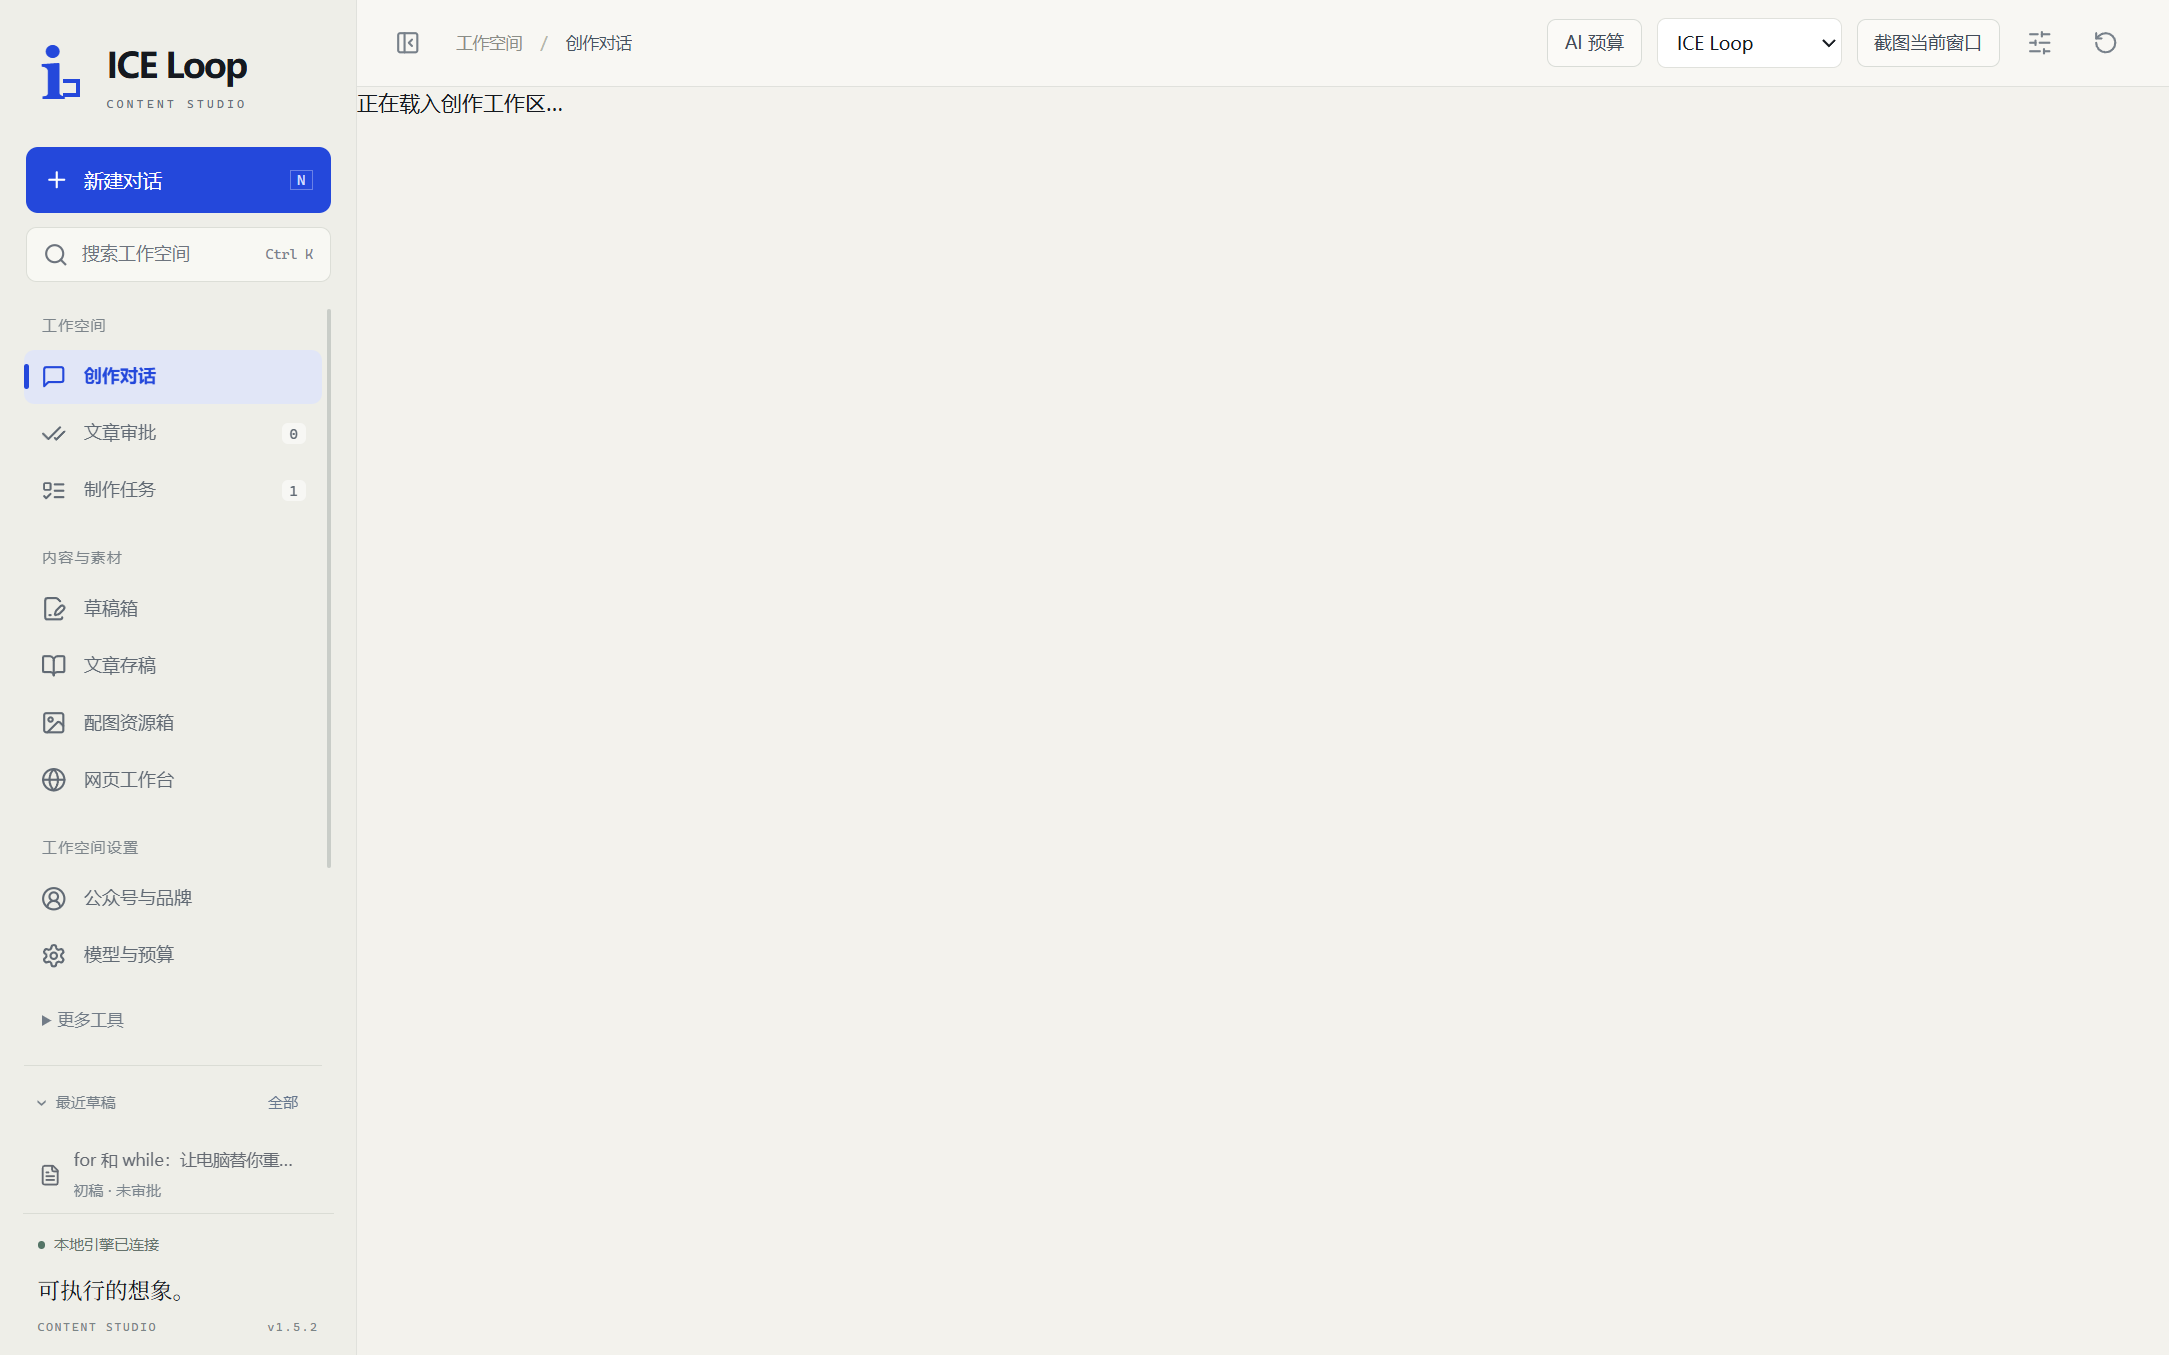 ICE Loop
CONTENT STUDIO
新建对话 N
搜索工作空间 Ctrl K
工作空间
创作对话
文章审批 0
制作任务 1
内容与素材
草稿箱
文章存稿
配图资源箱
网页工作台
工作空间设置
公众号与品牌
模型与预算
更多工具
最近草稿 全部
for 和 while：让电脑替你重...
初稿 · 未审批
本地引擎已连接
可执行的想象。
CONTENT STUDIO v1.5.2
工作空间 / 创作对话
AI 预算
ICE Loop
截图当前窗口
正在载入创作工作区...